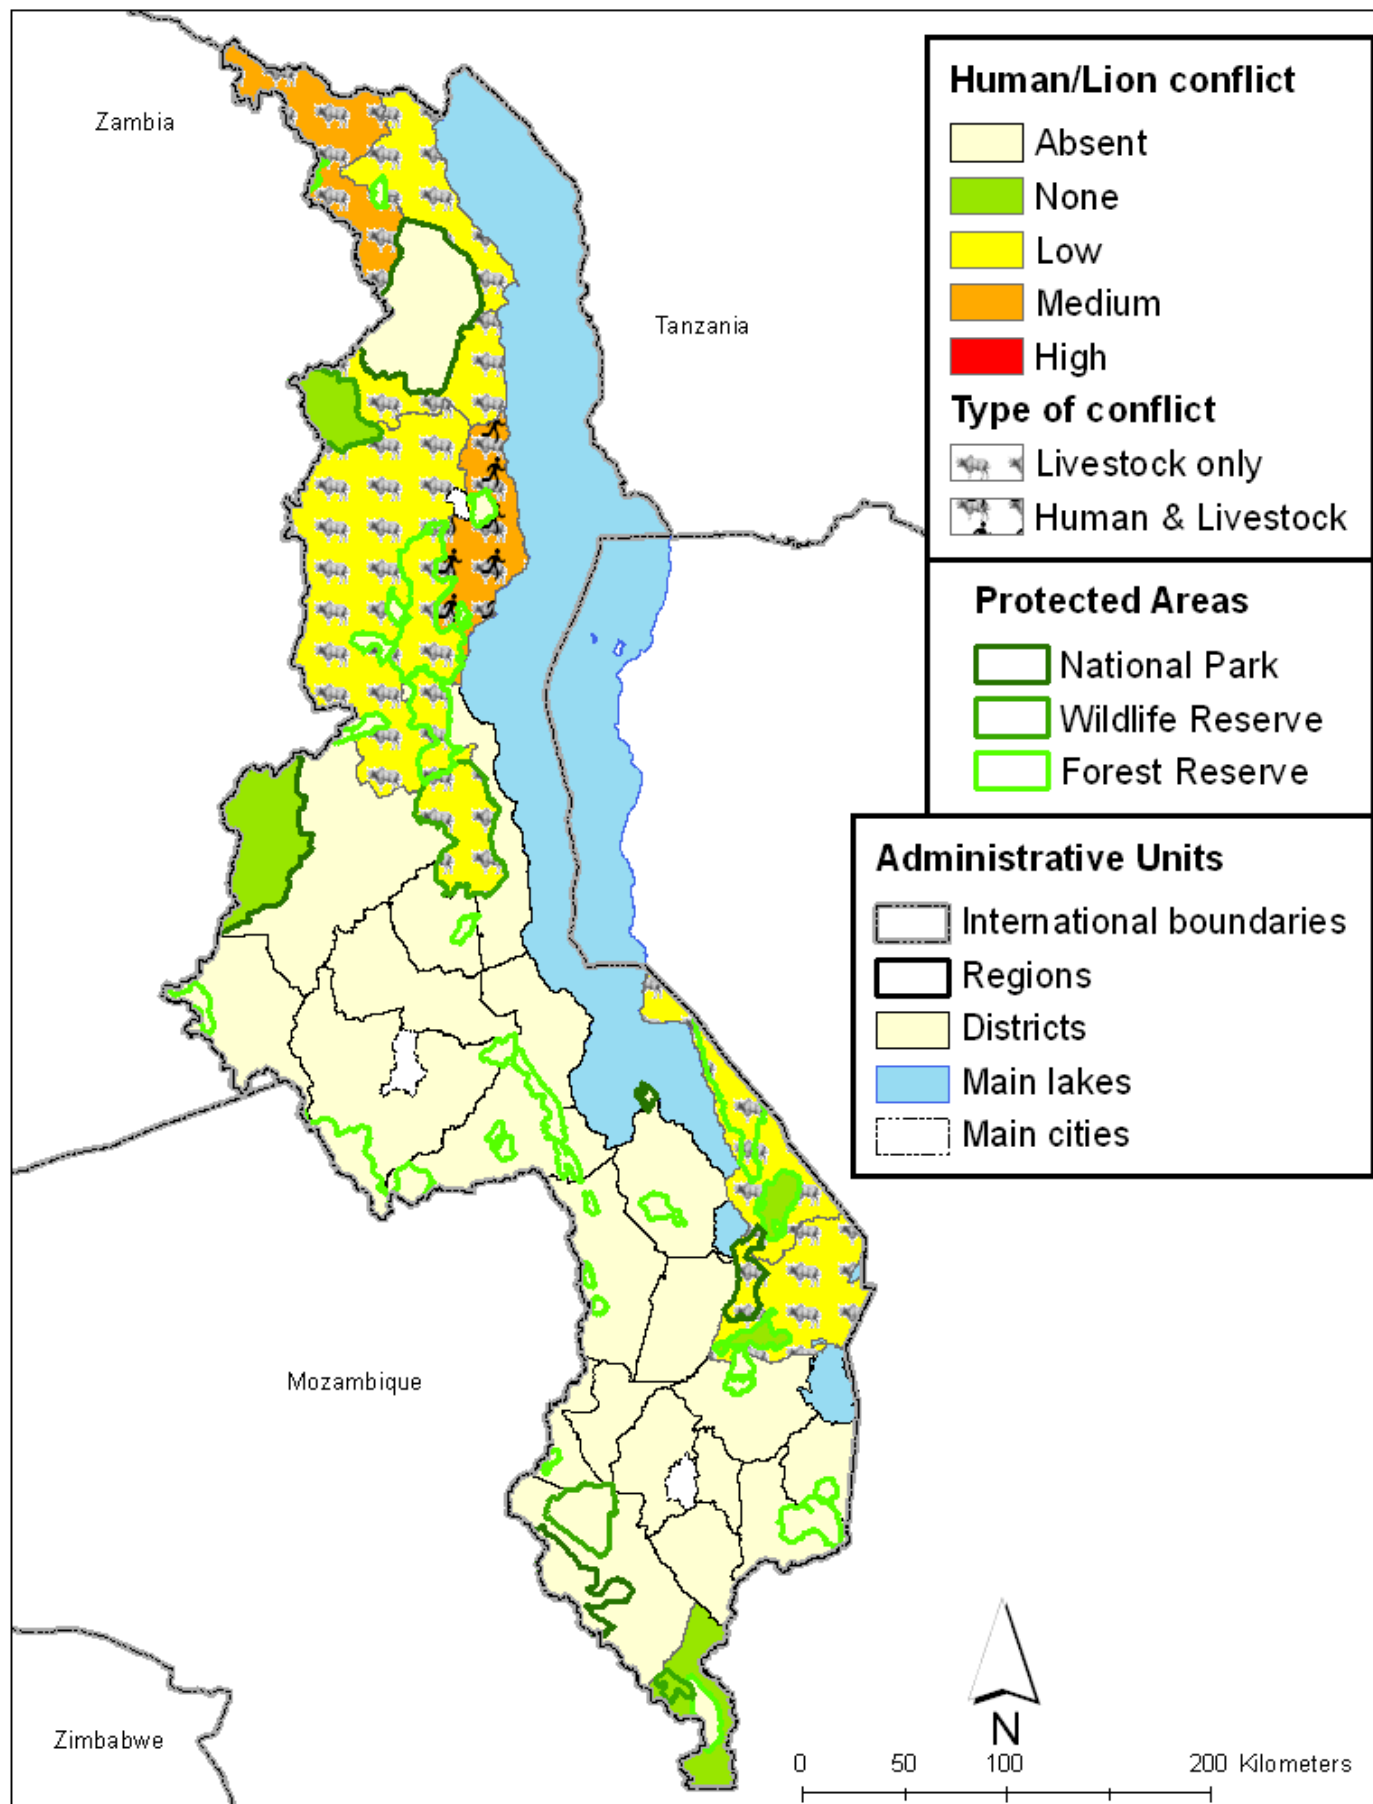 Human/Lion conflict
Absent
None
Low
Medium
High
Type of conflict
Livestock only
Human & Livestock
Protected Areas
National Park
Wildlife Reserve
Forest Reserve
Administrative Units
International boundaries
Regions
Districts
Main lakes
Main cities
Zambia
Tanzania
Mozambique
Zimbabwe
N
0 50 100 200 Kilometers